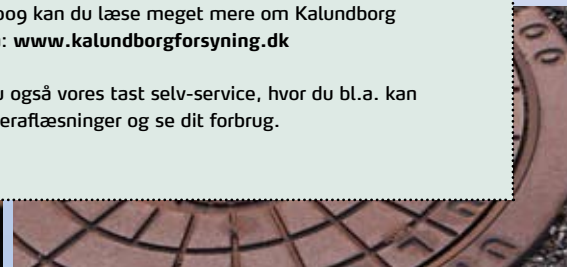 009 kan du læse meget mere om Kalundborg
: www.kalundborgforsyning.dk
også vores tast selv-service, hvor du bl.a. kan
eraflæsninger og se dit forbrug.